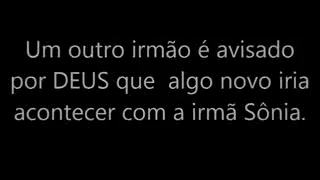 Um outro irmão é avisado
por DEUS que algo novo iria
acontecer com a irmã Sônia.